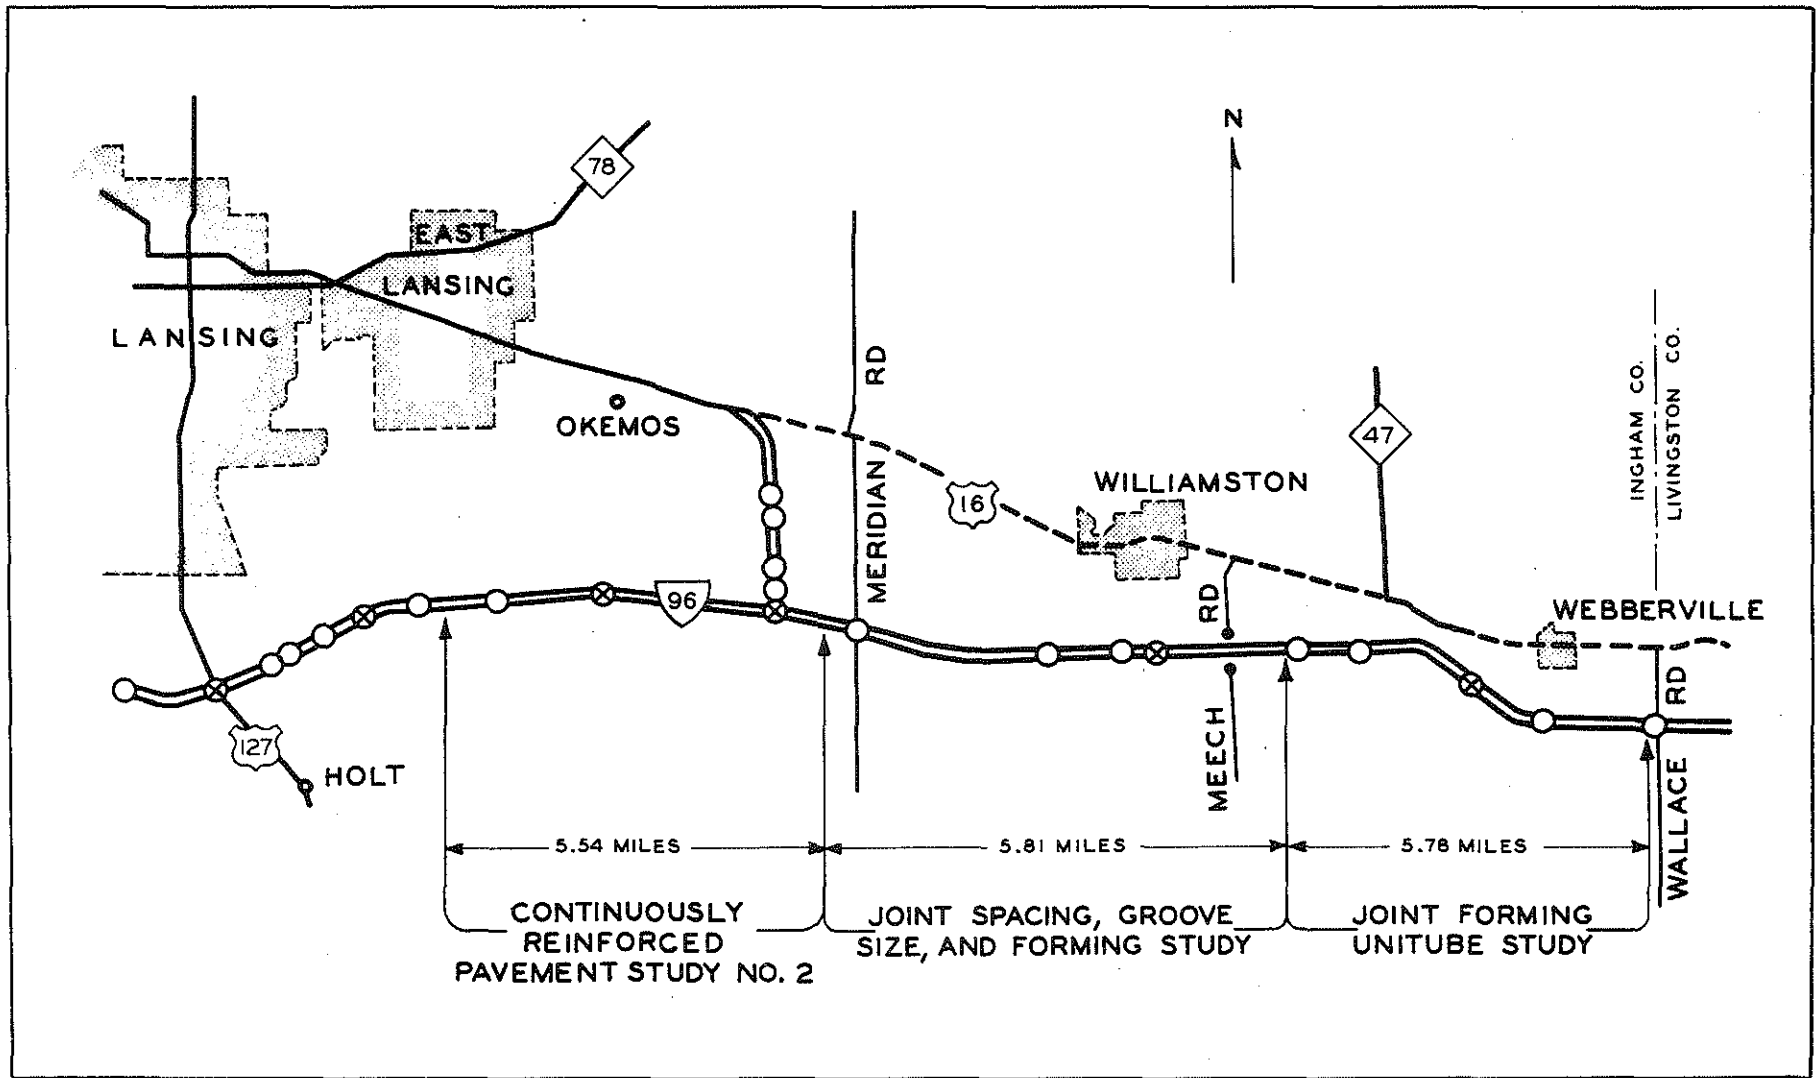 N
78
EAST
LANSING
LANSING
RD
MERIDIAN
OKEMOS
INGHAM CO.
LIVINGSTON CO.
47
16
WILLIAMSTON
96
RD
MEECH
WEBBERVILLE
RD
WALLACE
127
HOLT
5.54 MILES
5.81 MILES
5.78 MILES
CONTINUOUSLY
REINFORCED
PAVEMENT STUDY NO. 2
JOINT SPACING, GROOVE
SIZE, AND FORMING STUDY
JOINT FORMING
UNITUBE STUDY